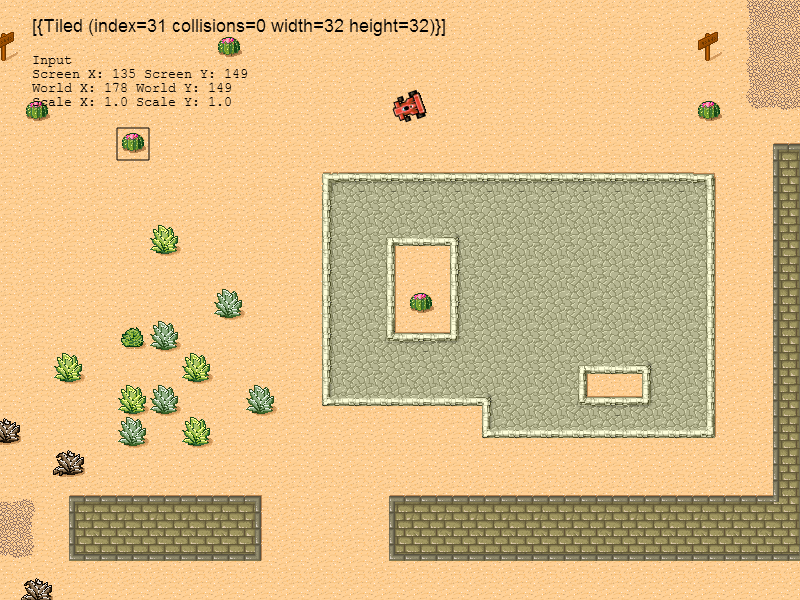 [{Tiled (index=31 collisions=0 width=32 height=32)}]
Input
Screen X: 135 Screen Y: 149
World X: 178 World Y: 149
Scale X: 1.0 Scale Y: 1.0